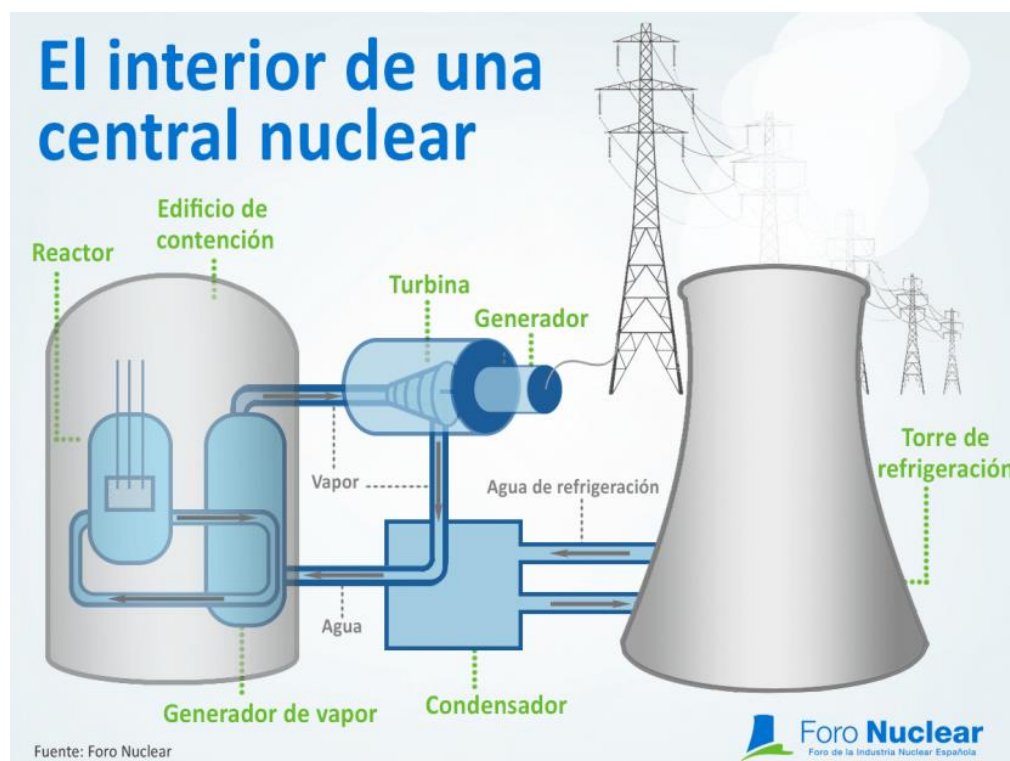 El interior de una
central nuclear
Edificio de
contención
Reactor
Turbina
Generador
Torre de
refrigeración
Vapor
Agua de refrigeración
Agua
Generador de vapor
Condensador
Fuente: Foro Nuclear
Foro Nuclear
Foro de la Industria Nuclear Española